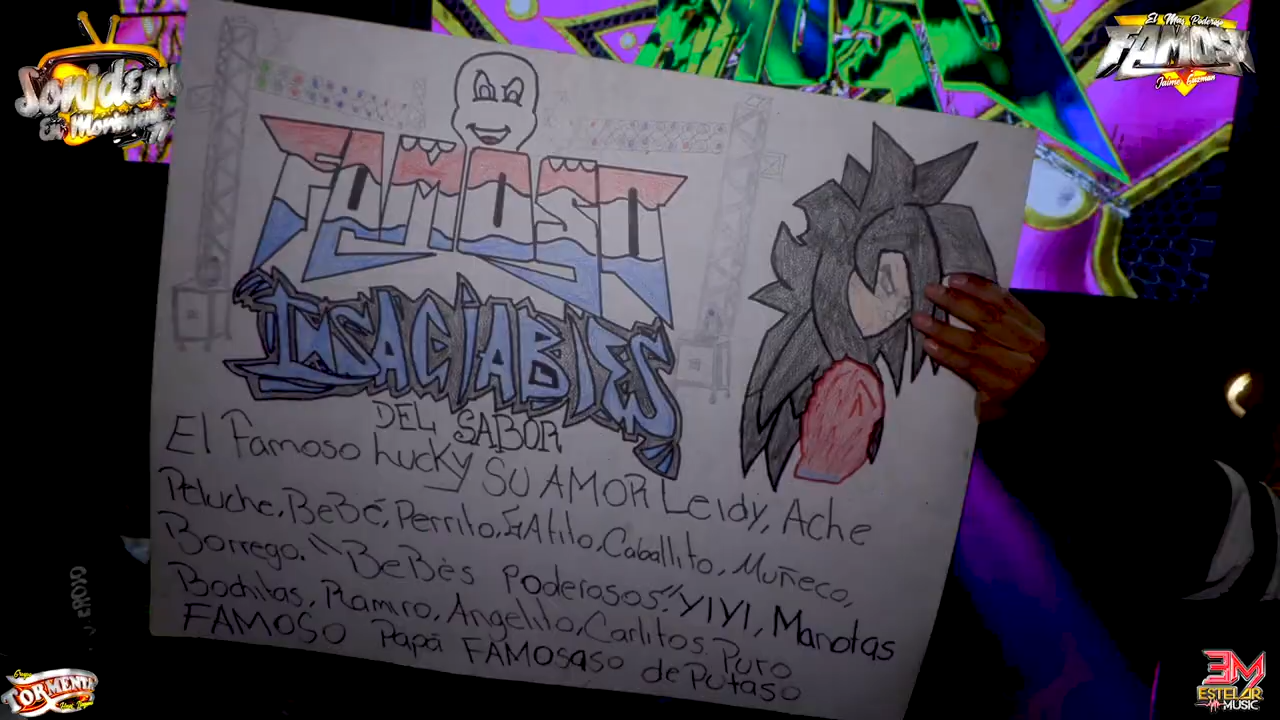 Sonidero
En Movimiento
El Mas Poderoso
FAMOSO
Jaime Guzman
FAMOSO
INSACIABLES
DEL SABOR
El Famoso Lucky SU AMOR Leidy, Ache
Peluche, BeBé, Perrito, GAtito, Caballito, Muñeco,
Borrego. "BeBés Poderosos." YIYI, Manotas
Bochitas, Ramiro, Angelito, Carlitos Puro
FAMOSO Papá FAMOSASO de PUtaso
TORMENTA
3M
ESTELAR
MUSIC